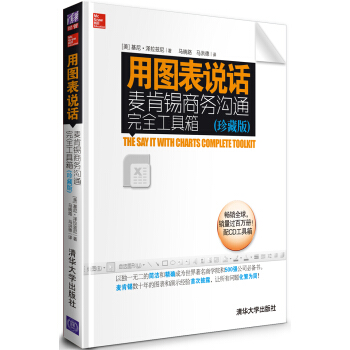 [美] 基尼·泽拉兹尼 著　马晓路　马洪德 译
用图表说话
麦肯锡商务沟通
完全工具箱
(珍藏版)
THE SAY IT WITH CHARTS COMPLETE TOOLKIT
畅销全球,
销量过百万册!
配CD工具箱
以独一无二的简洁和精确成为世界著名商学院和500强公司必备书,
麦肯锡数十年的图表和演示经验首次披露,让所有问题化繁为简!
清华大学出版社
用图表说话
麦肯锡商务沟通
完全工具箱
(珍藏版)
清华大学出版社